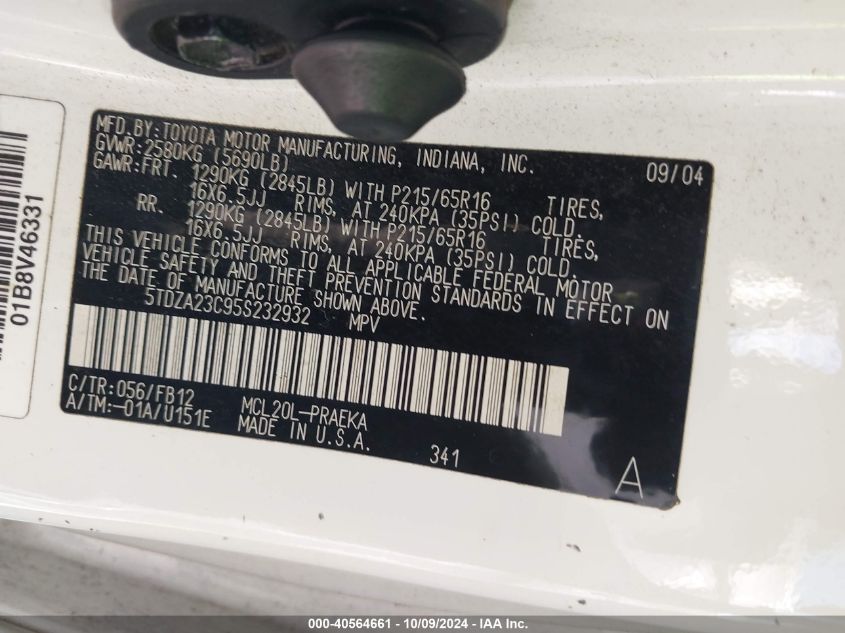 MFD.BY:TOYOTA MOTOR MANUFACTURING, INDIANA, INC. 09/04
GVWR:2580KG (5690LB)
GAWR:FRT. 1290KG (2845LB) WITH P215/65R16 TIRES,
16X6.5JJ RIMS, AT 240KPA (35PSI) COLD.
RR. 1290KG (2845LB) WITH P215/65R16 TIRES,
16X6.5JJ RIMS, AT 240KPA (35PSI) COLD.
THIS VEHICLE CONFORMS TO ALL APPLICABLE FEDERAL MOTOR
VEHICLE SAFETY AND THEFT PREVENTION STANDARDS IN EFFECT ON
THE DATE OF MANUFACTURE SHOWN ABOVE.
5TDZA23C95S232932 MPV
C/TR:056/FB12 MCL20L-PRAEKA
A/TM:-01A/U151E MADE IN U.S.A. 341 A
01B8V46331
000-40564661 - 10/09/2024 - IAA Inc.